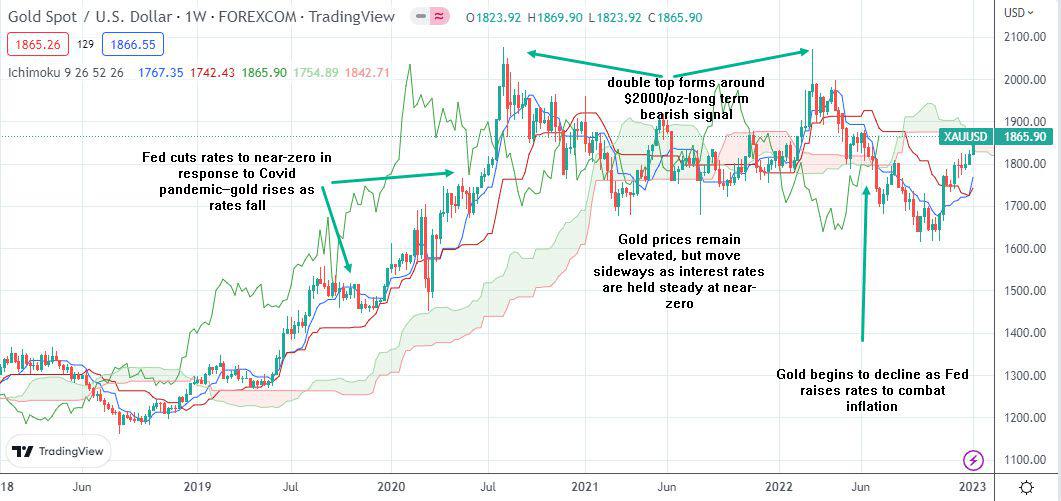 Gold Spot / U.S. Dollar · 1W · FOREXCOM · TradingView
O1823.92 H1869.90 L1823.92 C1865.90
USD
1865.26 129 1866.55
Ichimoku 9 26 52 26 1767.35 1742.43 1865.90 1754.89 1842.71
2100.00
2000.00
1900.00
XAUUSD 1865.90
1800.00
1700.00
1600.00
1500.00
1400.00
1300.00
1200.00
1100.00
double top forms around
$2000/oz-long term
bearish signal
Fed cuts rates to near-zero in
response to Covid
pandemic–gold rises as
rates fall
Gold prices remain
elevated, but move
sideways as interest rates
are held steady at near-
zero
Gold begins to decline as Fed
raises rates to combat
inflation
TradingView
18 Jun 2019 Jul 2020 Jul 2021 Jun 2022 Jun 2023